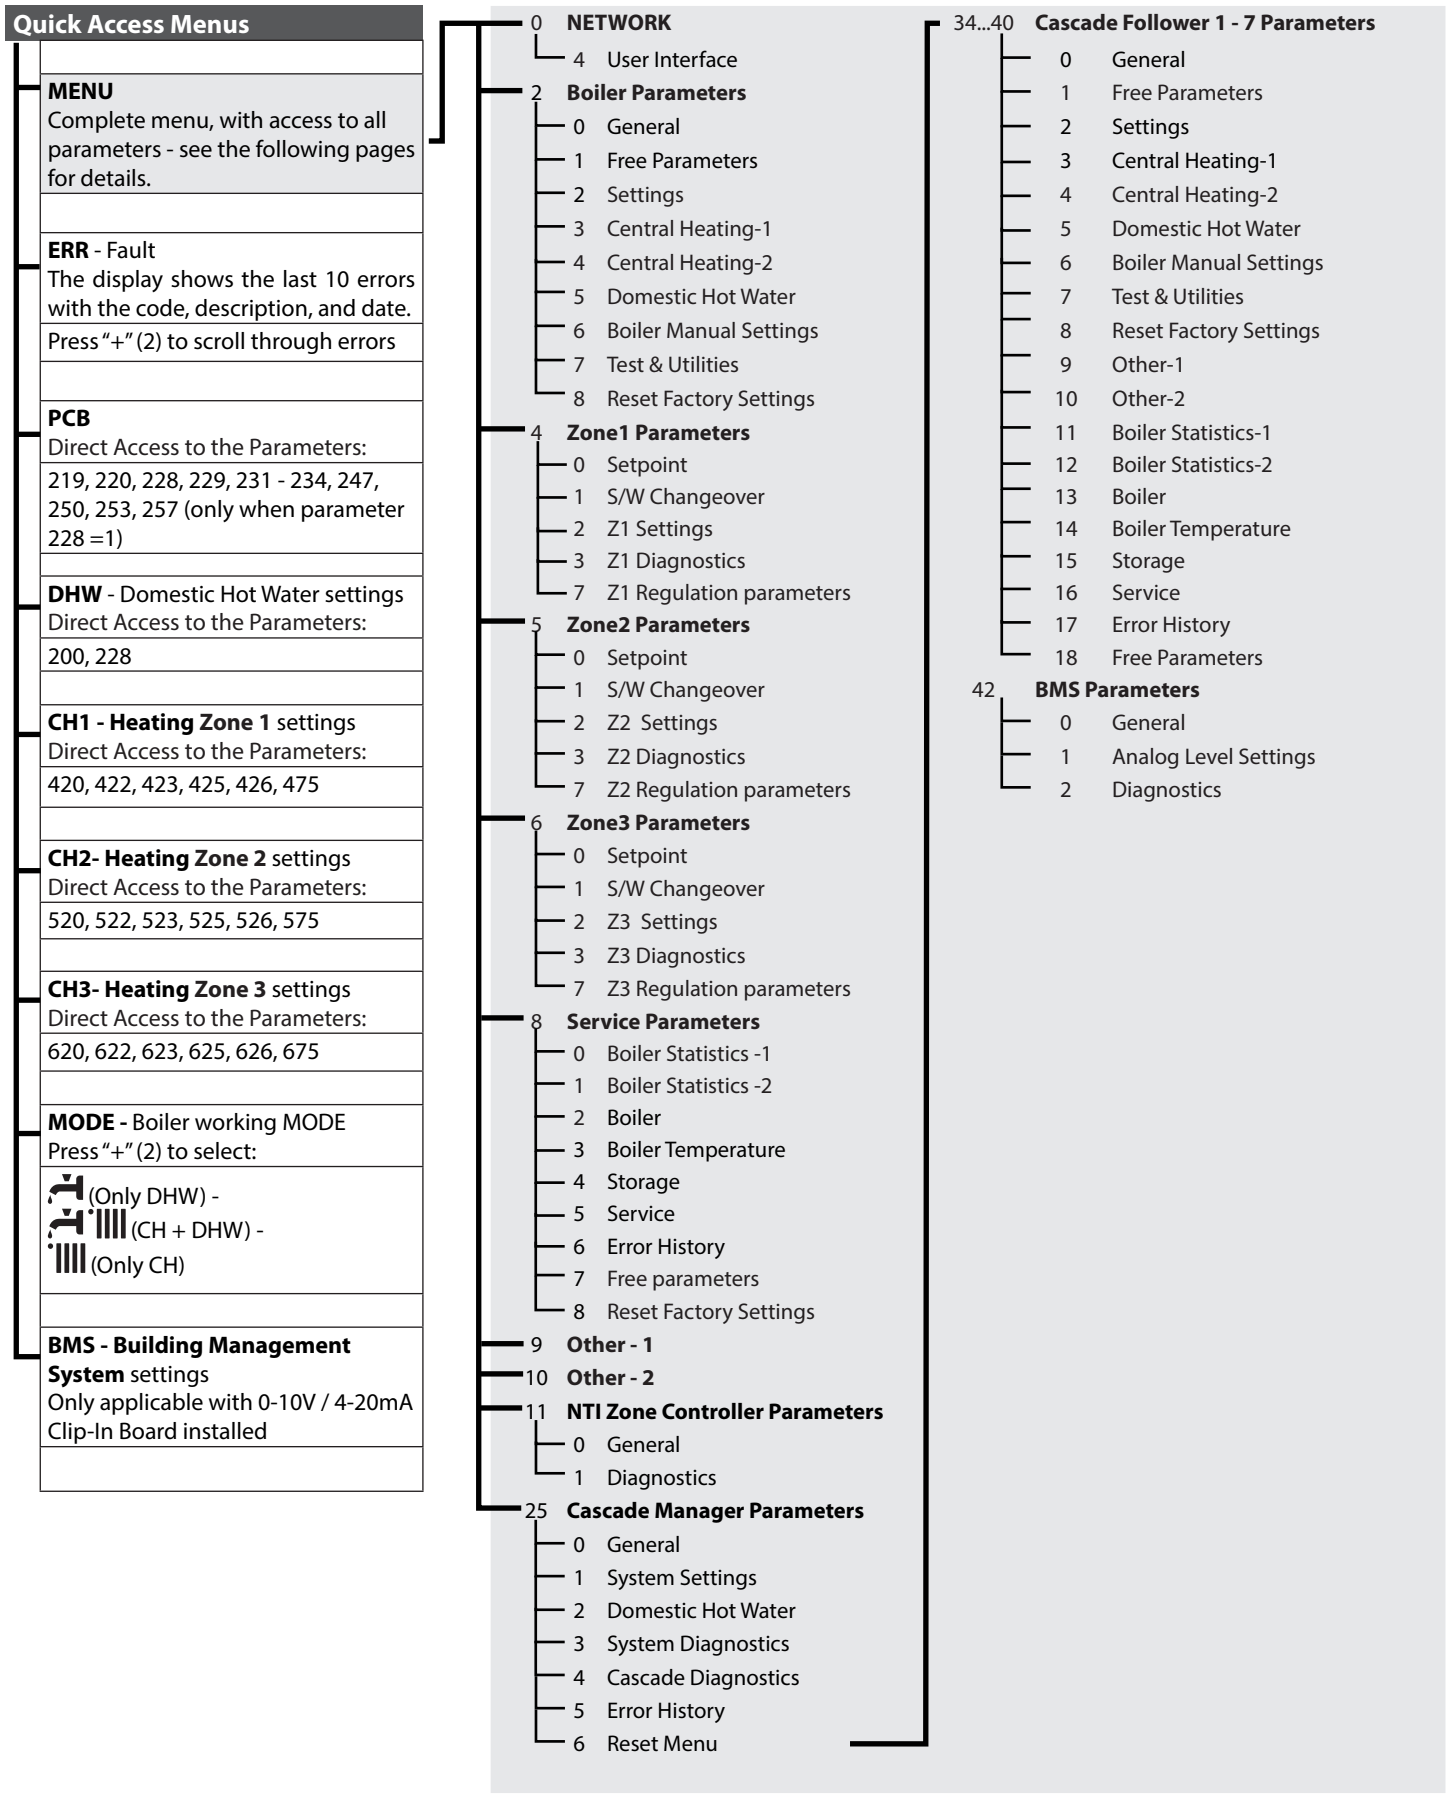 Quick Access Menus
MENU
Complete menu, with access to all
parameters - see the following pages
for details.
ERR - Fault
The display shows the last 10 errors
with the code, description, and date.
Press "+" (2) to scroll through errors
PCB
Direct Access to the Parameters:
219, 220, 228, 229, 231 - 234, 247,
250, 253, 257 (only when parameter
228 =1)
DHW - Domestic Hot Water settings
Direct Access to the Parameters:
200, 228
CH1 - Heating Zone 1 settings
Direct Access to the Parameters:
420, 422, 423, 425, 426, 475
CH2- Heating Zone 2 settings
Direct Access to the Parameters:
520, 522, 523, 525, 526, 575
CH3- Heating Zone 3 settings
Direct Access to the Parameters:
620, 622, 623, 625, 626, 675
MODE - Boiler working MODE
Press "+" (2) to select:
(Only DHW) -
(CH + DHW) -
(Only CH)
BMS - Building Management
System settings
Only applicable with 0-10V / 4-20mA
Clip-In Board installed
0 NETWORK
4 User Interface
2 Boiler Parameters
0 General
1 Free Parameters
2 Settings
3 Central Heating-1
4 Central Heating-2
5 Domestic Hot Water
6 Boiler Manual Settings
7 Test & Utilities
8 Reset Factory Settings
4 Zone1 Parameters
0 Setpoint
1 S/W Changeover
2 Z1 Settings
3 Z1 Diagnostics
7 Z1 Regulation parameters
5 Zone2 Parameters
0 Setpoint
1 S/W Changeover
2 Z2 Settings
3 Z2 Diagnostics
7 Z2 Regulation parameters
6 Zone3 Parameters
0 Setpoint
1 S/W Changeover
2 Z3 Settings
3 Z3 Diagnostics
7 Z3 Regulation parameters
8 Service Parameters
0 Boiler Statistics -1
1 Boiler Statistics -2
2 Boiler
3 Boiler Temperature
4 Storage
5 Service
6 Error History
7 Free parameters
8 Reset Factory Settings
9 Other - 1
10 Other - 2
11 NTI Zone Controller Parameters
0 General
1 Diagnostics
25 Cascade Manager Parameters
0 General
1 System Settings
2 Domestic Hot Water
3 System Diagnostics
4 Cascade Diagnostics
5 Error History
6 Reset Menu
34...40 Cascade Follower 1 - 7 Parameters
0 General
1 Free Parameters
2 Settings
3 Central Heating-1
4 Central Heating-2
5 Domestic Hot Water
6 Boiler Manual Settings
7 Test & Utilities
8 Reset Factory Settings
9 Other-1
10 Other-2
11 Boiler Statistics-1
12 Boiler Statistics-2
13 Boiler
14 Boiler Temperature
15 Storage
16 Service
17 Error History
18 Free Parameters
42 BMS Parameters
0 General
1 Analog Level Settings
2 Diagnostics